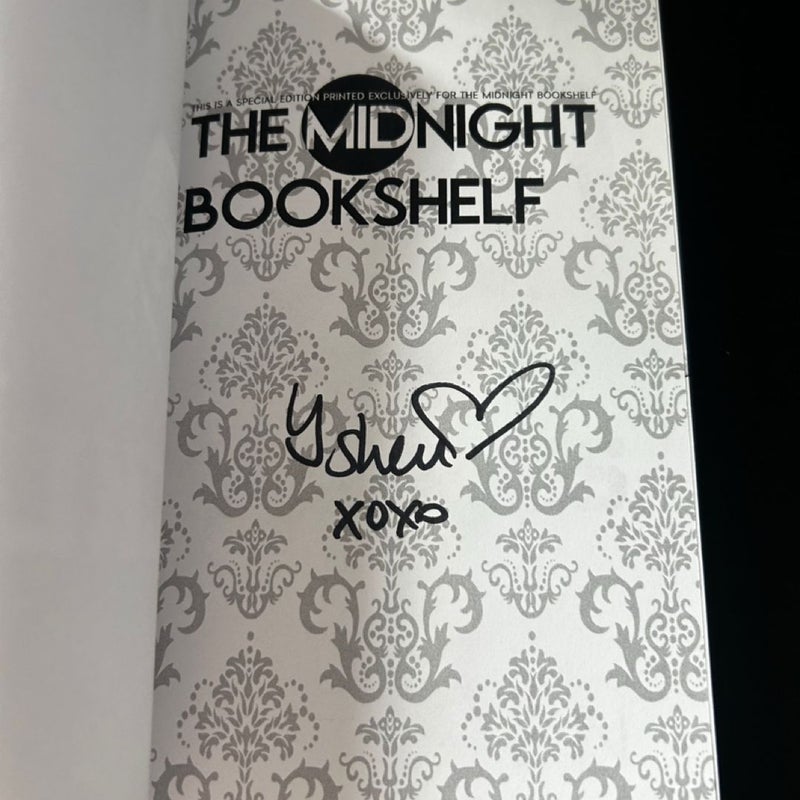 THIS IS A SPECIAL EDITION PRINTED EXCLUSIVELY FOR THE MIDNIGHT BOOKSHELF
THE MIDNIGHT
BOOKSHELF
xoxo